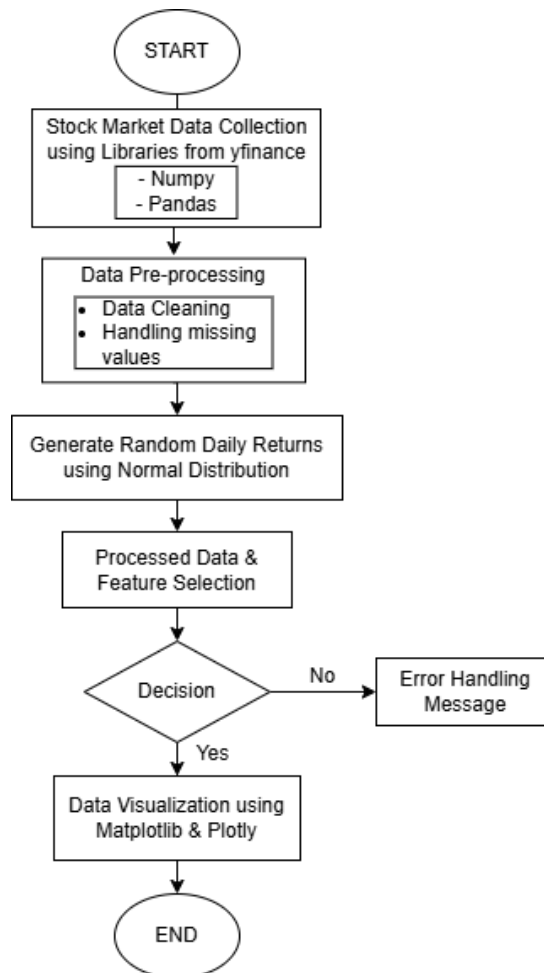 START
Stock Market Data Collection
using Libraries from yfinance
- Numpy
- Pandas
Data Pre-processing
• Data Cleaning
• Handling missing
values
Generate Random Daily Returns
using Normal Distribution
Processed Data &
Feature Selection
Decision
No
Error Handling
Message
Yes
Data Visualization using
Matplotlib & Plotly
END